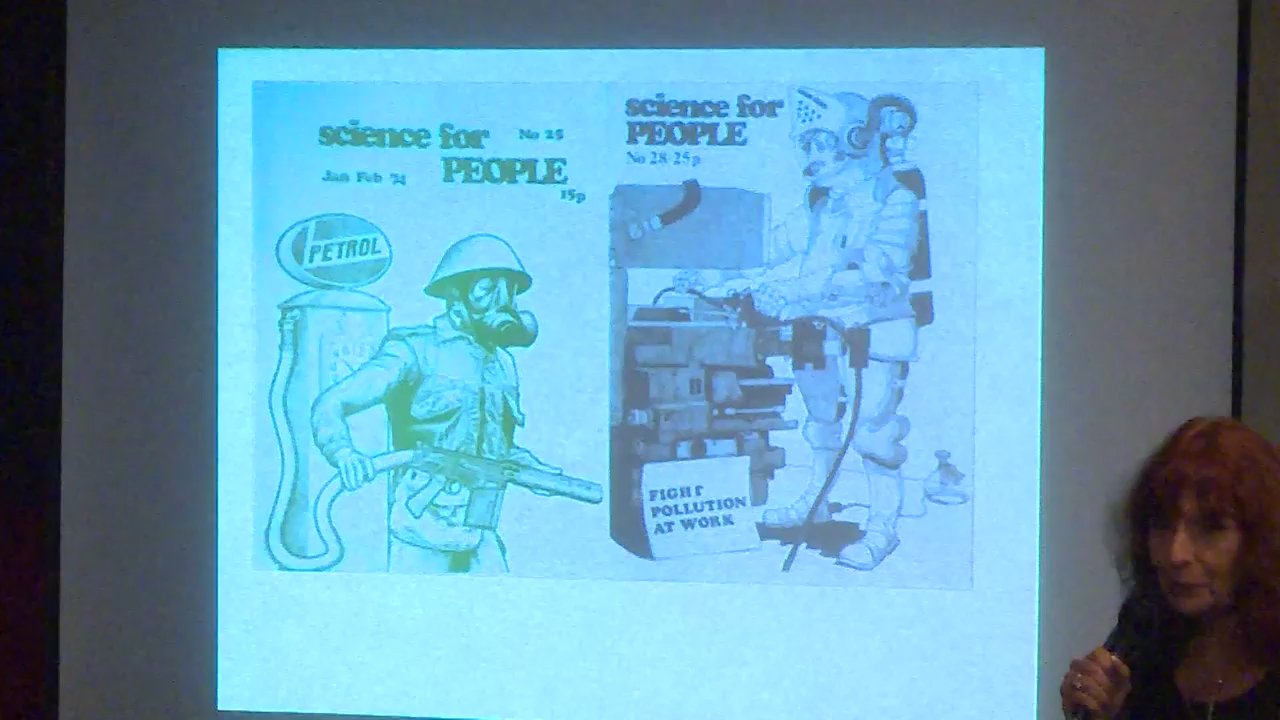 science for No 25
Jan Feb '74 PEOPLE
15p
PETROL
science for
PEOPLE
No 28 25p
FIGHT
POLLUTION
AT WORK